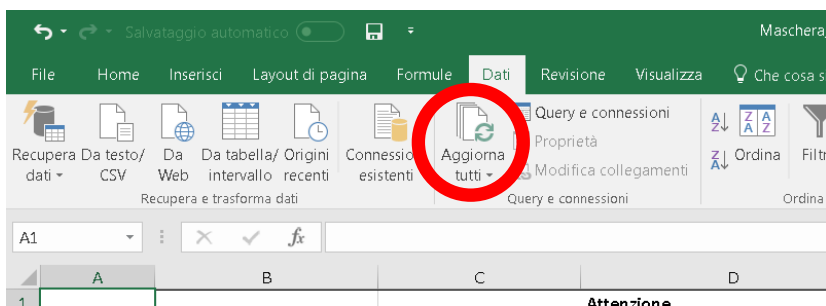 Salvataggio automatico
Maschera
File Home Inserisci Layout di pagina Formule Dati Revisione Visualizza Che cosa
Recupera dati
Da testo/ CSV
Da Web
Da tabella/ intervallo
Origini recenti
esistenti
Aggiorna tutti
Query e connessioni
Proprietà
Modifica collegamenti
A Z
Z A
Z A
A Z
Ordina
Recupera e trasforma dati
Query e connessioni
Ordina
A1
fx
A B C D
1 Attenzione